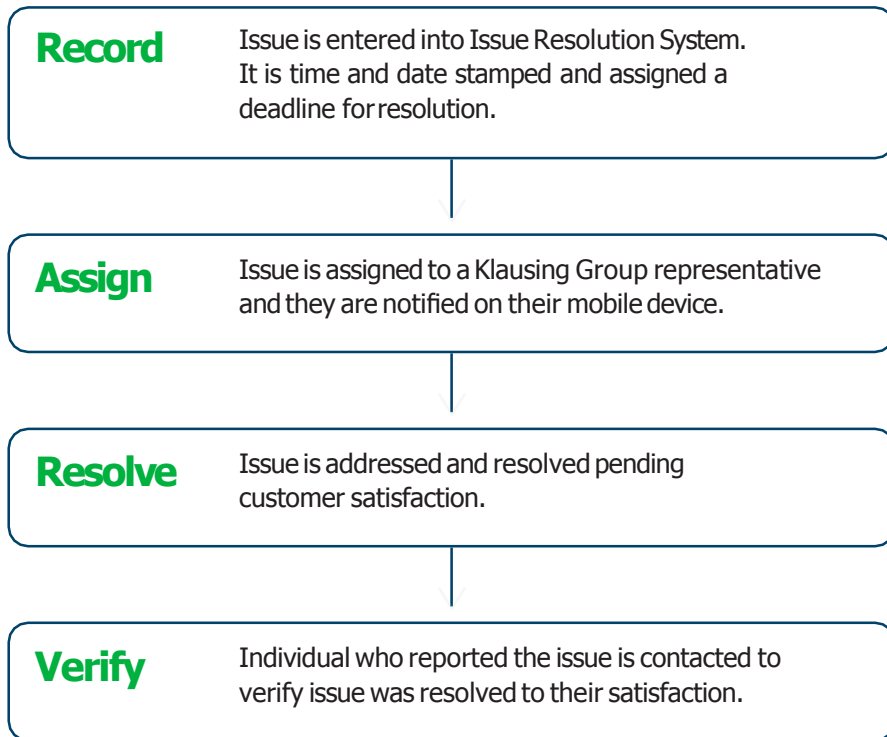 Record
Issue is entered into Issue Resolution System.
It is time and date stamped and assigned a
deadline for resolution.
Assign
Issue is assigned to a Klausing Group representative
and they are notified on their mobile device.
Resolve
Issue is addressed and resolved pending
customer satisfaction.
Verify
Individual who reported the issue is contacted to
verify issue was resolved to their satisfaction.